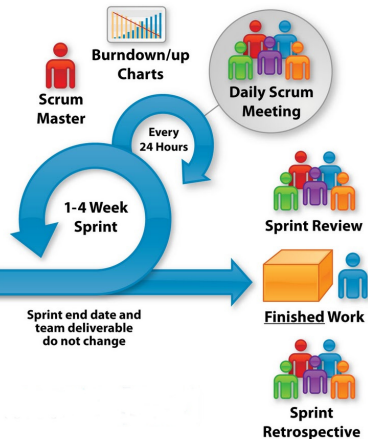 Burndown/up
Charts
Scrum
Master
Daily Scrum
Meeting
Every
24 Hours
1-4 Week
Sprint
Sprint Review
Sprint end date and
team deliverable
do not change
Finished Work
Sprint
Retrospective